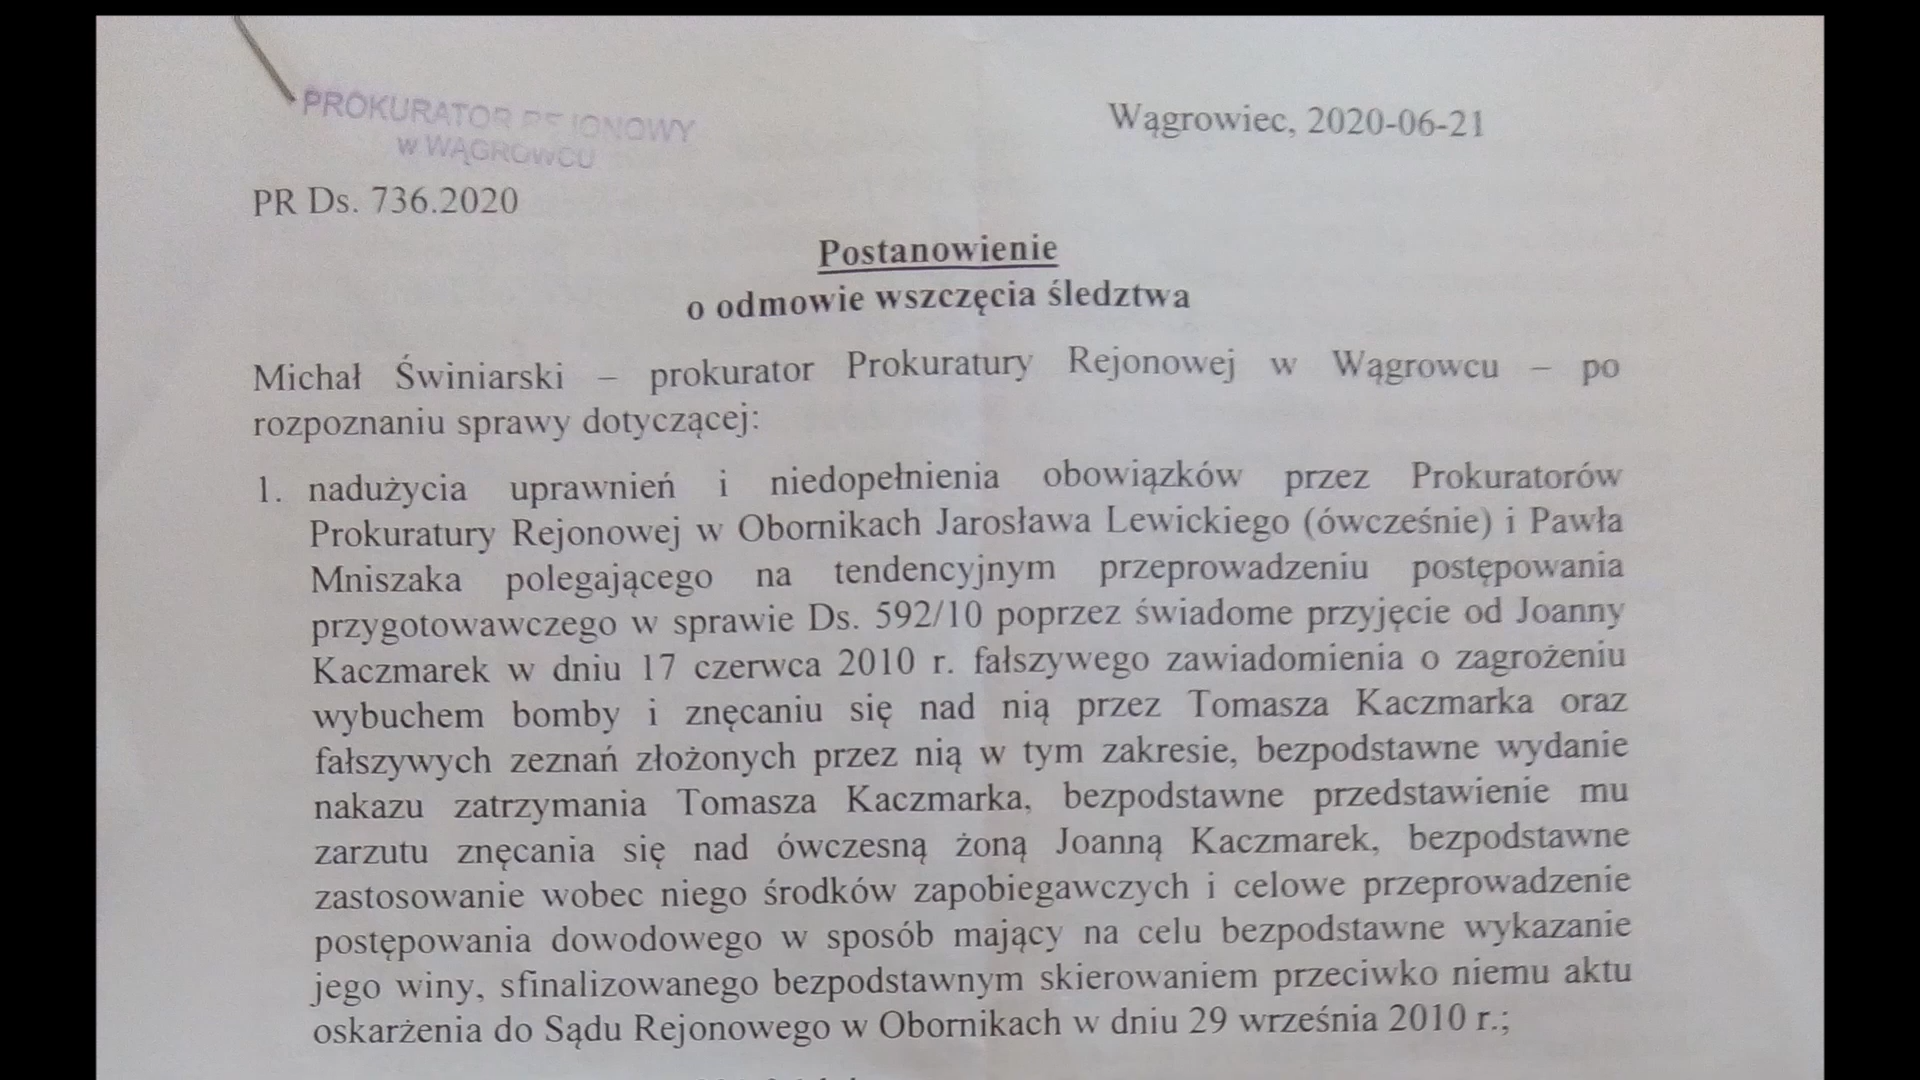 PROKURATOR REJONOWY
w WĄGROWCU
Wągrowiec, 2020-06-21
PR Ds. 736.2020
Postanowienie
o odmowie wszczęcia śledztwa
Michał Świniarski – prokurator Prokuratury Rejonowej w Wągrowcu – po
rozpoznaniu sprawy dotyczącej:
1. nadużycia uprawnień i niedopełnienia obowiązków przez Prokuratorów
Prokuratury Rejonowej w Obornikach Jarosława Lewickiego (ówcześnie) i Pawła
Mniszaka polegającego na tendencyjnym przeprowadzeniu postępowania
przygotowawczego w sprawie Ds. 592/10 poprzez świadome przyjęcie od Joanny
Kaczmarek w dniu 17 czerwca 2010 r. fałszywego zawiadomienia o zagrożeniu
wybuchem bomby i znęcaniu się nad nią przez Tomasza Kaczmarka oraz
fałszywych zeznań złożonych przez nią w tym zakresie, bezpodstawne wydanie
nakazu zatrzymania Tomasza Kaczmarka, bezpodstawne przedstawienie mu
zarzutu znęcania się nad ówczesną żoną Joanną Kaczmarek, bezpodstawne
zastosowanie wobec niego środków zapobiegawczych i celowe przeprowadzenie
postępowania dowodowego w sposób mający na celu bezpodstawne wykazanie
jego winy, sfinalizowanego bezpodstawnym skierowaniem przeciwko niemu aktu
oskarżenia do Sądu Rejonowego w Obornikach w dniu 29 września 2010 r.;